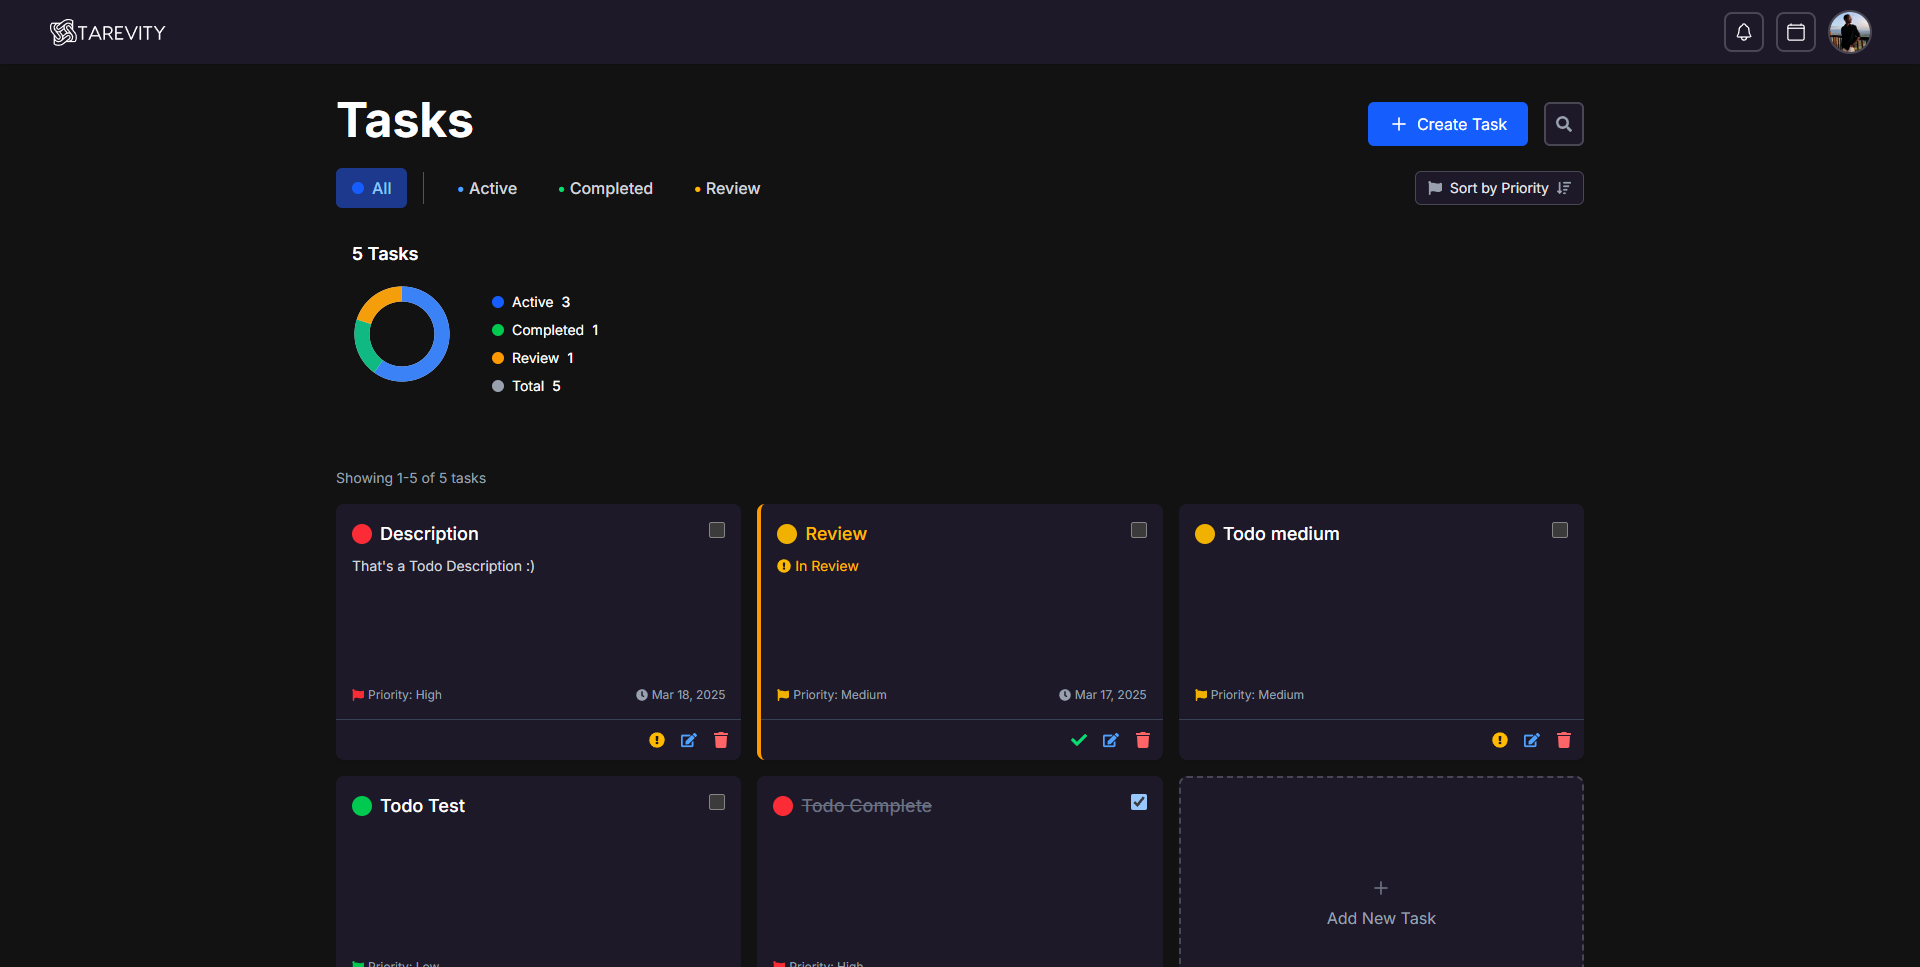 TAREVITY
Tasks
Create Task
All
Active
Completed
Review
Sort by Priority
5 Tasks
Active 3
Completed 1
Review 1
Total 5
Showing 1-5 of 5 tasks
Description
That's a Todo Description :)
Priority: High
Mar 18, 2025
Review
In Review
Priority: Medium
Mar 17, 2025
Todo medium
Priority: Medium
Todo Test
Priority: Low
Todo Complete
Priority: High
Add New Task